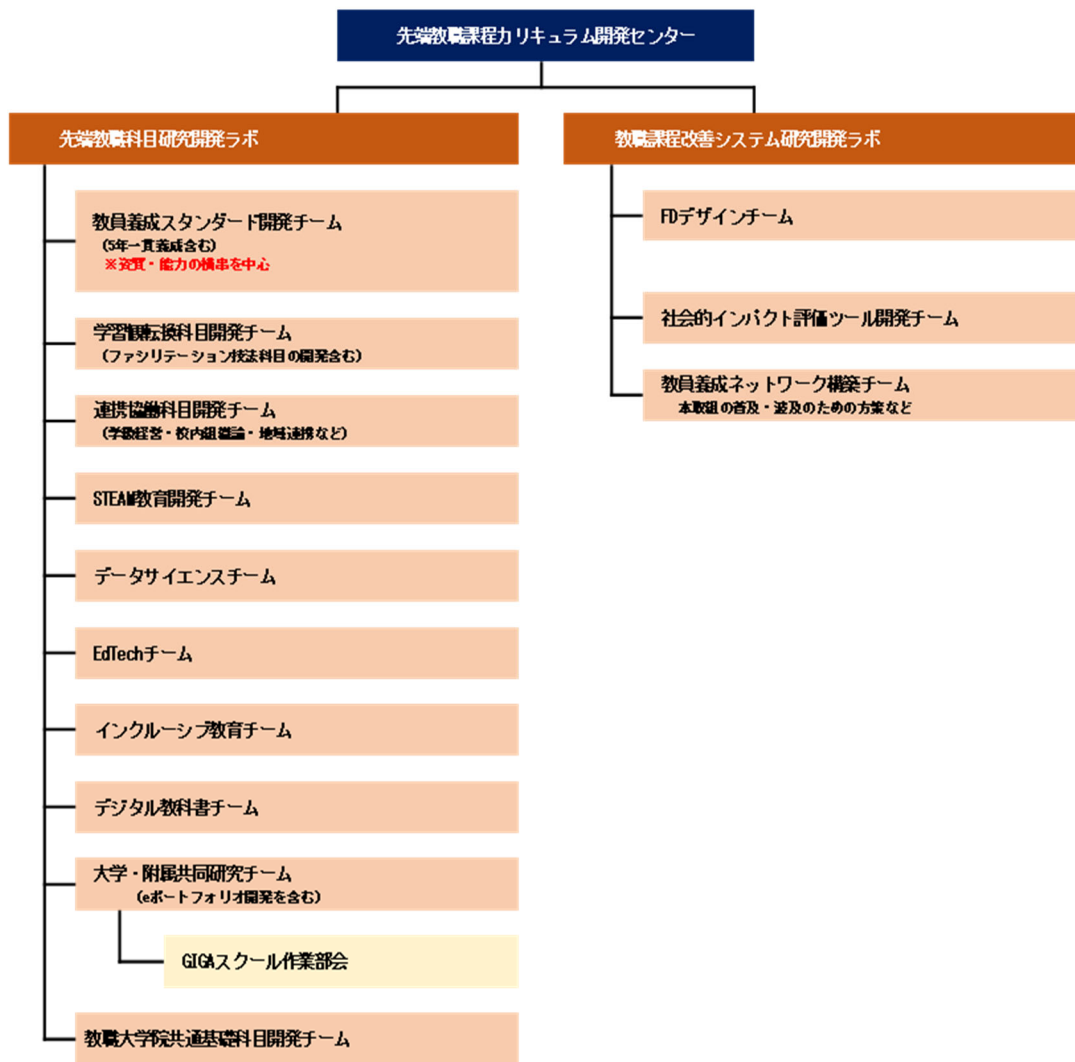 先端教職課程カリキュラム開発センター
先端教職科目研究開発ラボ
教員養成スタンダード開発チーム
(5年一貫養成含む)
※資質・能力の横串を中心
学習観転換科目開発チーム
(ファシリテーション技法科目の開発含む)
連携協働科目開発チーム
(学級経営・校内組織論・地域連携など)
STEAM教育開発チーム
データサイエンスチーム
EdTechチーム
インクルーシブ教育チーム
デジタル教科書チーム
大学・附属共同研究チーム
(eポートフォリオ開発を含む)
GIGAスクール作業部会
教職大学院共通基礎科目開発チーム
教職課程改善システム研究開発ラボ
FDデザインチーム
社会的インパクト評価ツール開発チーム
教員養成ネットワーク構築チーム
本取組の普及・波及のための方策など